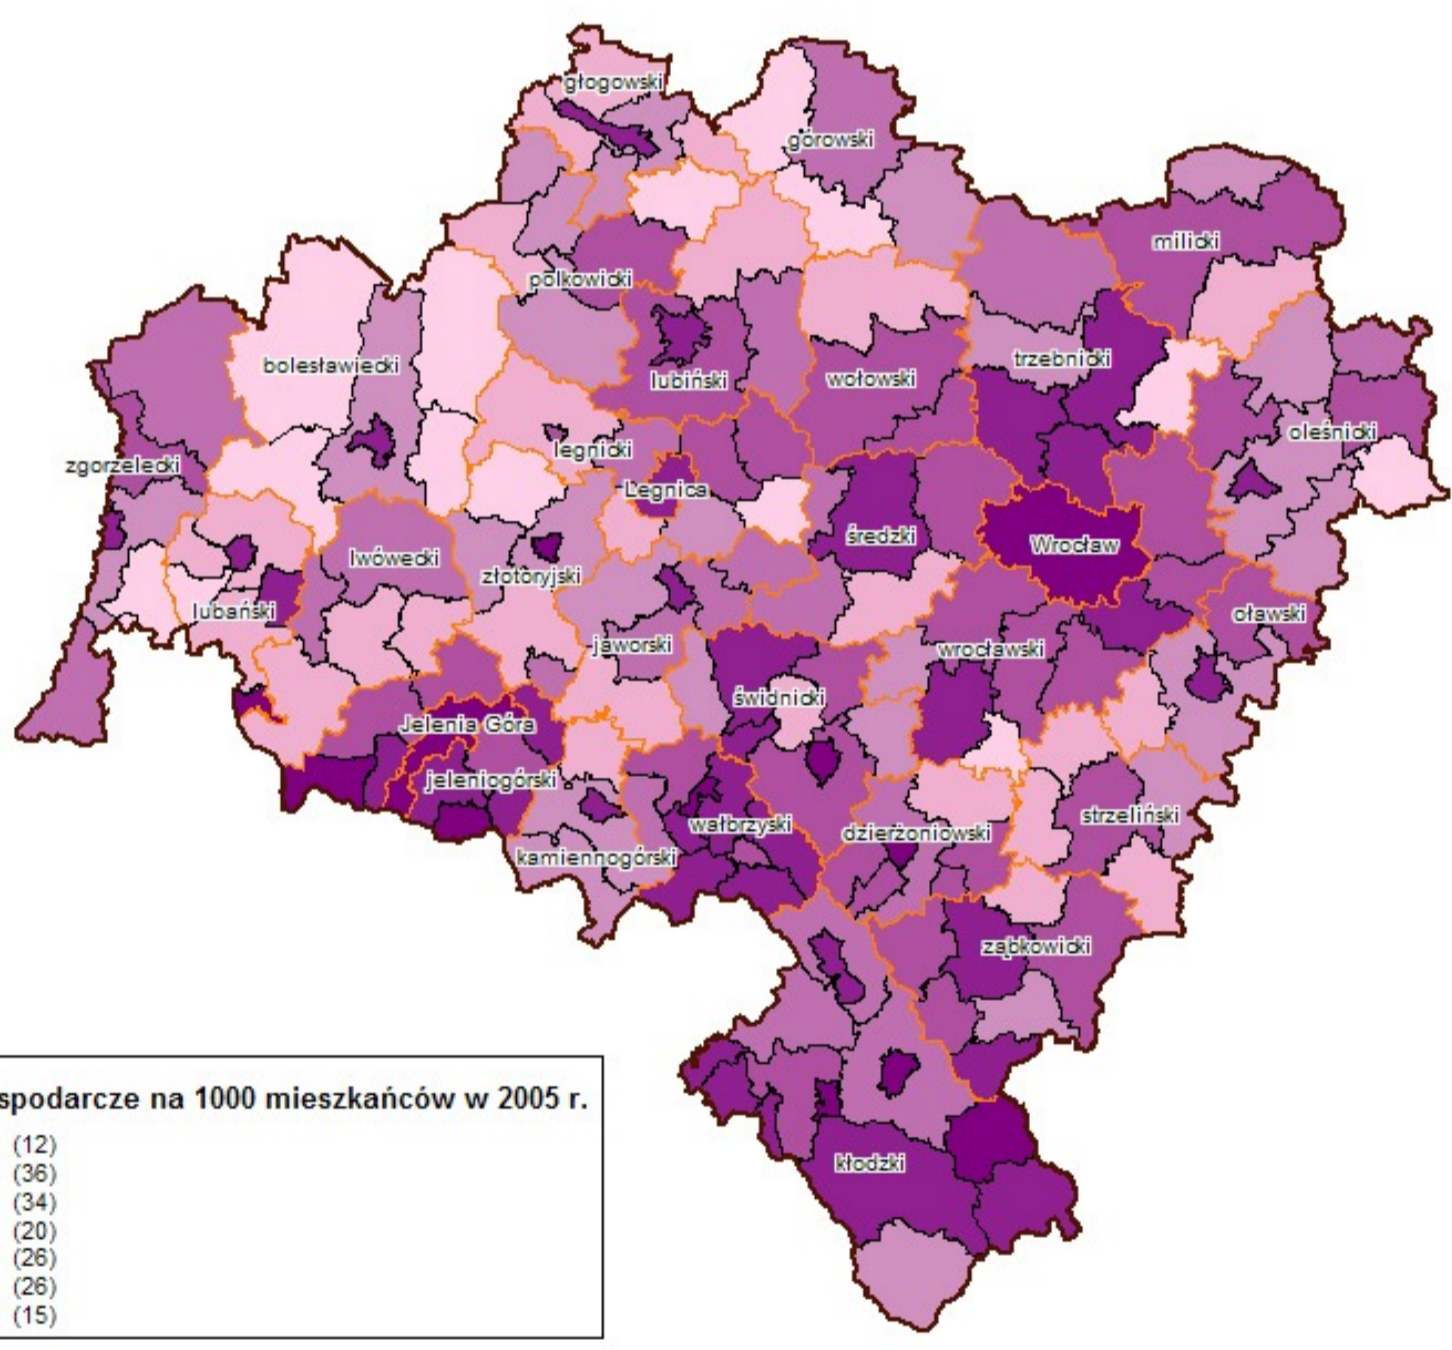 głogowski
górowski
milicki
polkowicki
bolesławiecki
trzebnicki
lubiński
wołowski
oleśnicki
legnicki
zgorzelecki
Legnica
średzki
Wrocław
lwówecki
złotoryjski
lubański
oławski
jaworski
wrocławski
świdnicki
Jelenia Góra
jeleniogórski
strzeliński
wałbrzyski
dzierżoniowski
kamiennogórski
ząbkowicki
kłodzki
spodarcze na 1000 mieszkańców w 2005 r.
(12)
(36)
(34)
(20)
(26)
(26)
(15)